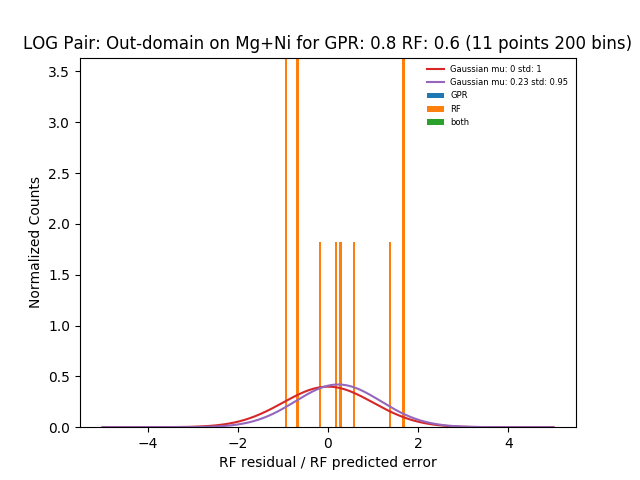 LOG Pair: Out-domain on Mg+Ni for GPR: 0.8 RF: 0.6 (11 points 200 bins)
Gaussian mu: 0 std: 1
Gaussian mu: 0.23 std: 0.95
GPR
RF
both
Normalized Counts
3.5
3.0
2.5
2.0
1.5
1.0
0.5
0.0
−4 −2 0 2 4
RF residual / RF predicted error